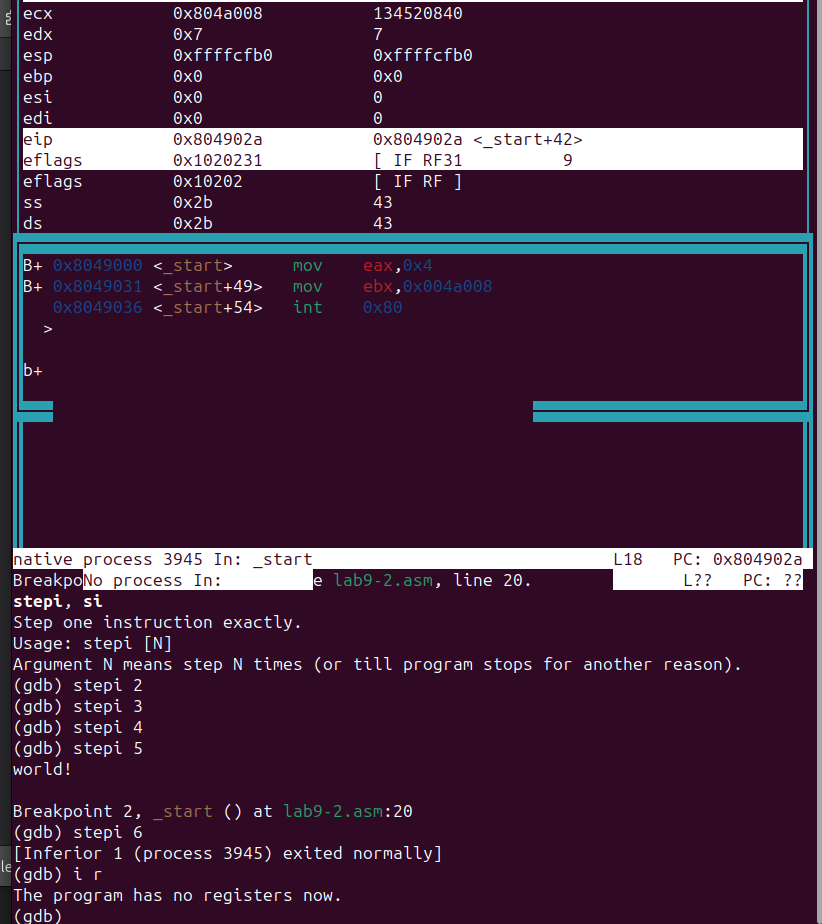 ecx 0x804a008 134520840
edx 0x7 7
esp 0xffffcfb0 0xffffcfb0
ebp 0x0 0x0
esi 0x0 0
edi 0x0 0
eip 0x804902a 0x804902a <_start+42>
eflags 0x1020231 [ IF RF31 9
eflags 0x10202 [ IF RF ]
ss 0x2b 43
ds 0x2b 43
B+ 0x8049000 <_start> mov eax,0x4
B+ 0x8049031 <_start+49> mov ebx,0x004a008
0x8049036 <_start+54> int 0x80
>
b+
native process 3945 In: _start L18 PC: 0x804902a
BreakpoNo process In: e lab9-2.asm, line 20. L?? PC: ??
stepi, si
Step one instruction exactly.
Usage: stepi [N]
Argument N means step N times (or till program stops for another reason).
(gdb) stepi 2
(gdb) stepi 3
(gdb) stepi 4
(gdb) stepi 5
world!
Breakpoint 2, _start () at lab9-2.asm:20
(gdb) stepi 6
[Inferior 1 (process 3945) exited normally]
(gdb) i r
The program has no registers now.
(gdb)